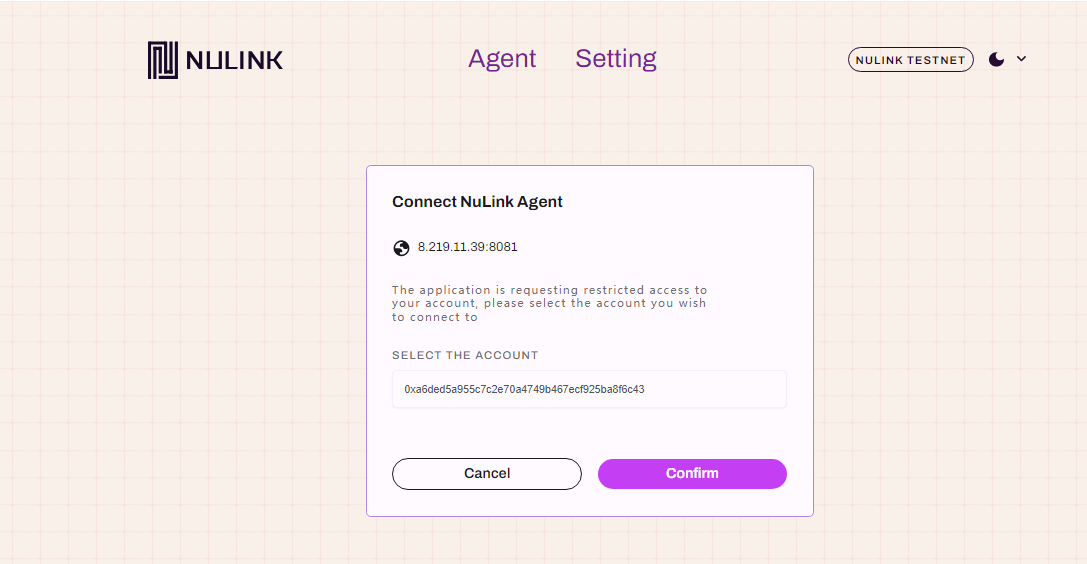 NULINK
Agent
Setting
NULINK TESTNET
Connect NuLink Agent
8.219.11.39:8081
The application is requesting restricted access to
your account, please select the account you wish
to connect to
SELECT THE ACCOUNT
0xa6ded5a955c7c2e70a4749b467ecf925ba8f6c43
Cancel
Confirm